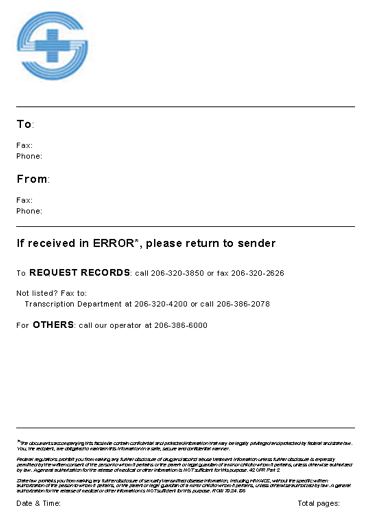 To:
Fax:
Phone:
From:
Fax:
Phone:
If received in ERROR*, please return to sender
To REQUEST RECORDS: call 206-320-3850 or fax 206-320-2626
Not listed? Fax to:
Transcription Department at 206-320-4200 or call 206-386-2078
For OTHERS: call our operator at 206-386-6000
*The documents accompanying this facsimile contain confidential and protected information that may be legally privileged and protected by federal and state law.
You, the recipient, are obligated to maintain this information in a safe, secure and confidential manner.
Federal regulations prohibit you from making any further disclosure of drug or alcohol abuse treatment information unless further disclosure is expressly
permitted by the written consent of the person to whom it pertains or the parent or legal guardian of a minor child to whom it pertains, unless otherwise authorized
by law. A general authorization for the release of medical or other information is NOT sufficient for this purpose. 42 CFR Part 2
State law prohibits you from making any further disclosure of sexually transmitted disease information, including HIV/AIDS, without the specific written
authorization of the person to whom it pertains, or the parent or legal guardian of a minor child to whom it pertains, unless otherwise authorized by law. A general
authorization for the release of medical or other information is NOT sufficient for this purpose. RCW 70.24.105
Date & Time: Total pages: